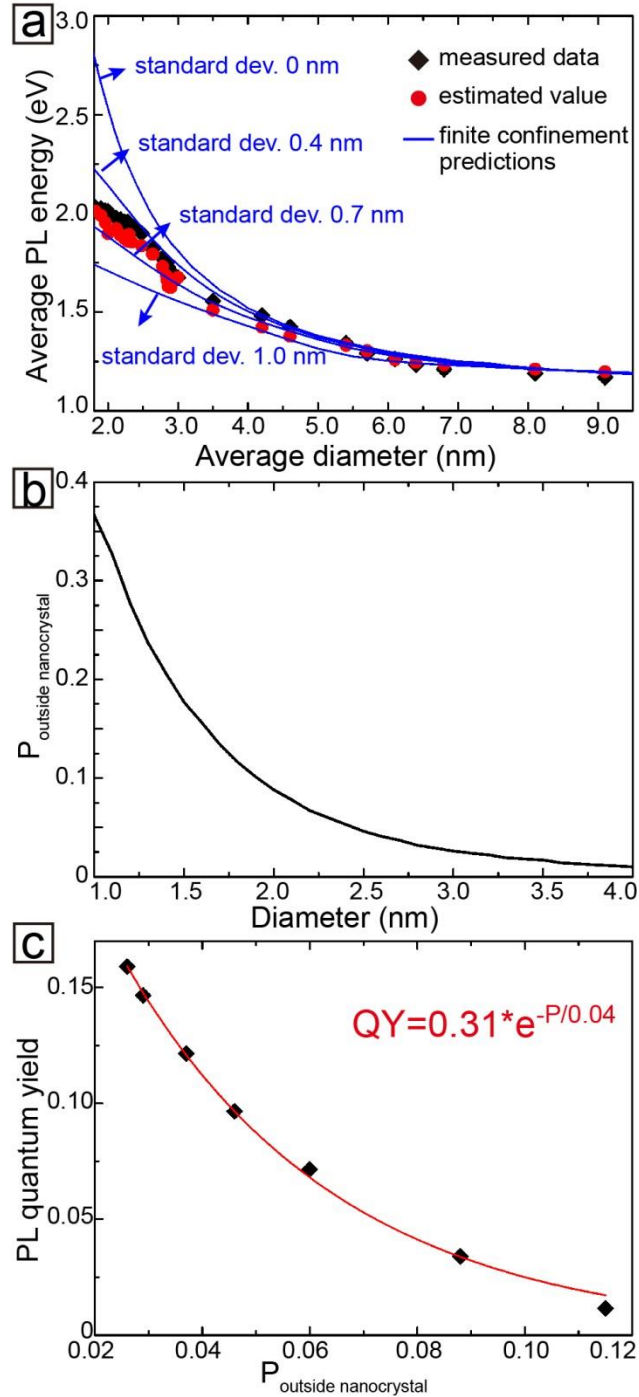 a
3.0
2.5
2.0
1.5
1.0
Average PL energy (eV)
standard dev. 0 nm
standard dev. 0.4 nm
standard dev. 0.7 nm
standard dev. 1.0 nm
measured data
estimated value
finite confinement
predictions
2.0 3.0 4.0 5.0 6.0 7.0 8.0 9.0
Average diameter (nm)
b
0.4
0.3
0.2
0.1
0
P outside nanocrystal
1.0 1.5 2.0 2.5 3.0 3.5 4.0
Diameter (nm)
c
0.15
0.10
0.05
0
PL quantum yield
QY=0.31*e-P/0.04
0.02 0.04 0.06 0.08 0.10 0.12
P outside nanocrystal